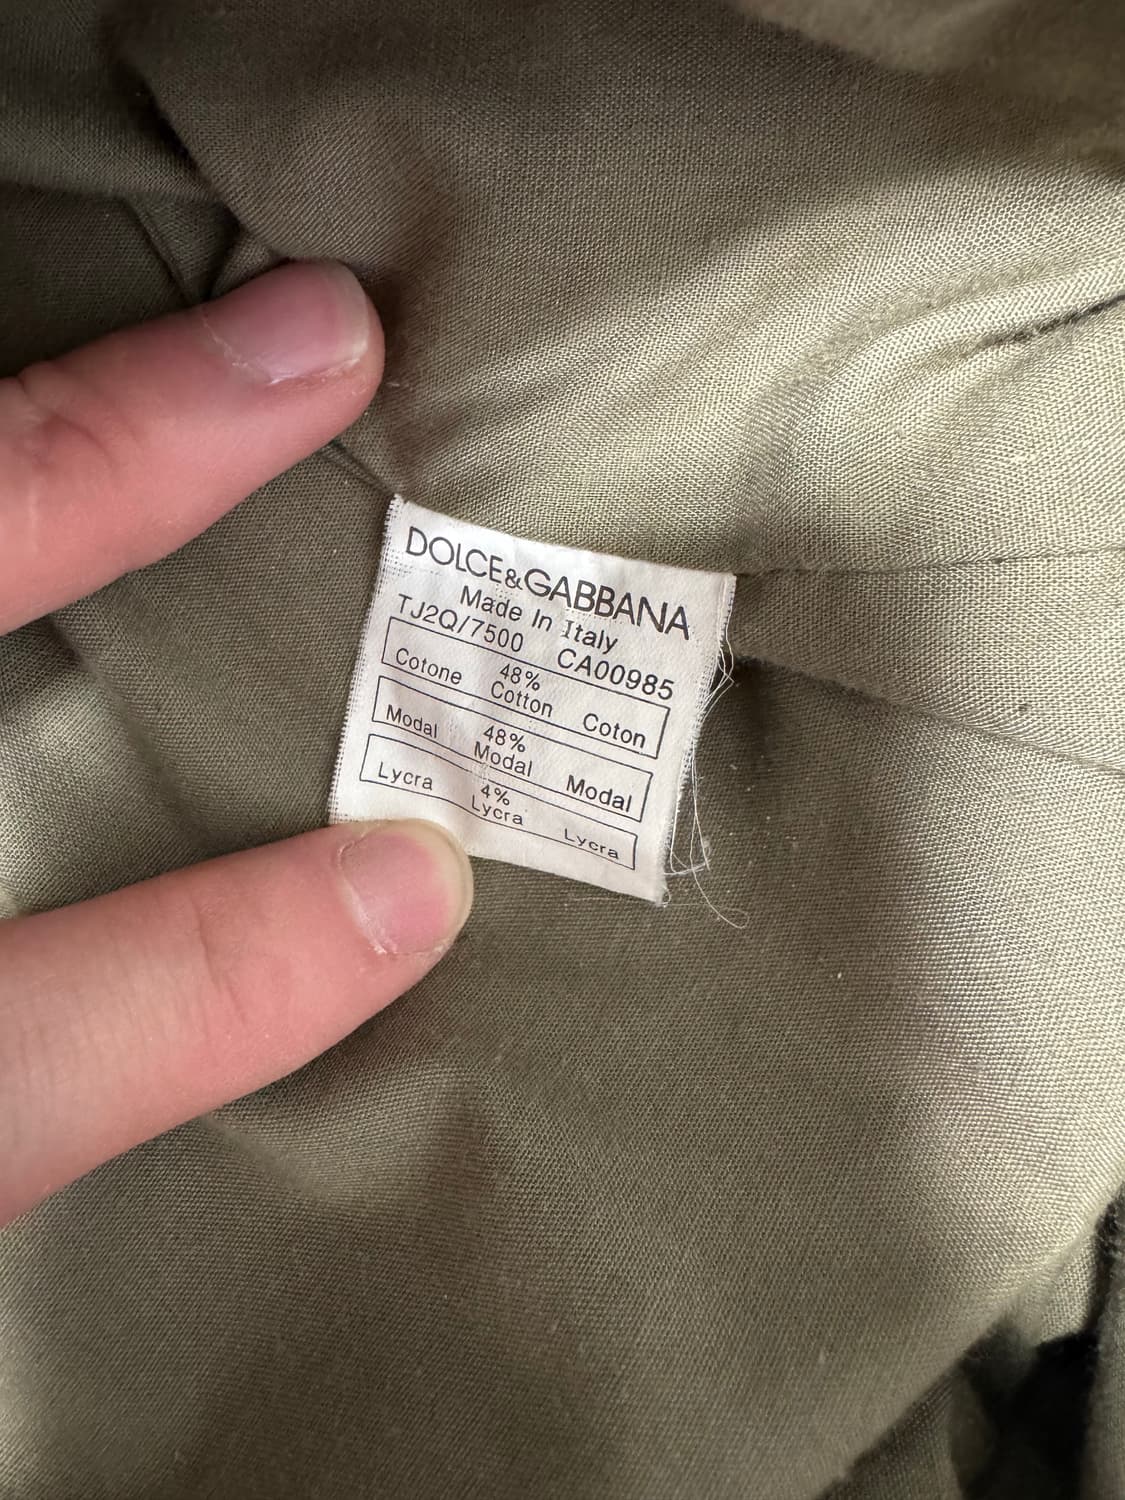 DOLCE&GABBANA
Made In Italy
TJ2Q/7500 CA00985
48%
Cotone Cotton Coton
48%
Modal Modal Modal
4%
Lycra Lycra Lycra